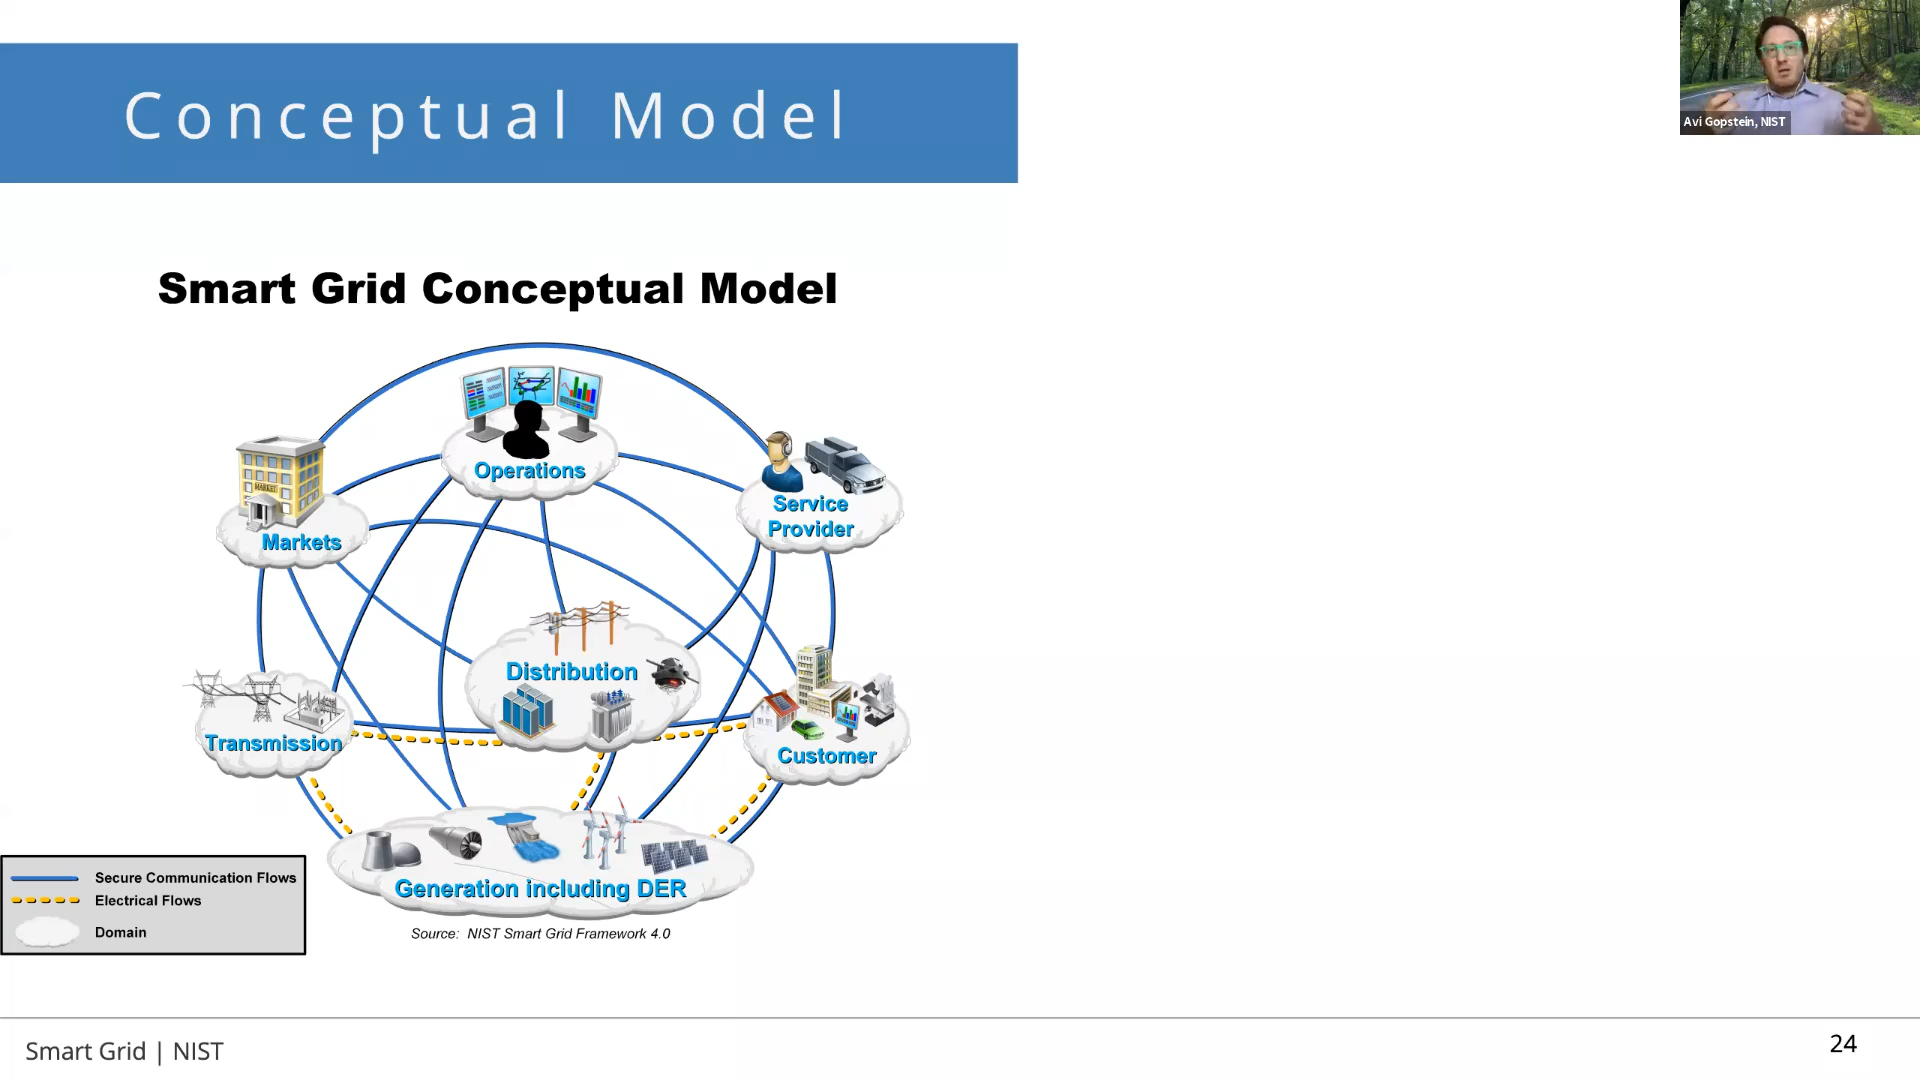 Conceptual Model
Avi Gopstein, NIST
Smart Grid Conceptual Model
Operations
MARKET
Markets
Service
Provider
Distribution
Transmission
Customer
Generation including DER
Secure Communication Flows
Electrical Flows
Domain
Source: NIST Smart Grid Framework 4.0
Smart Grid | NIST
24